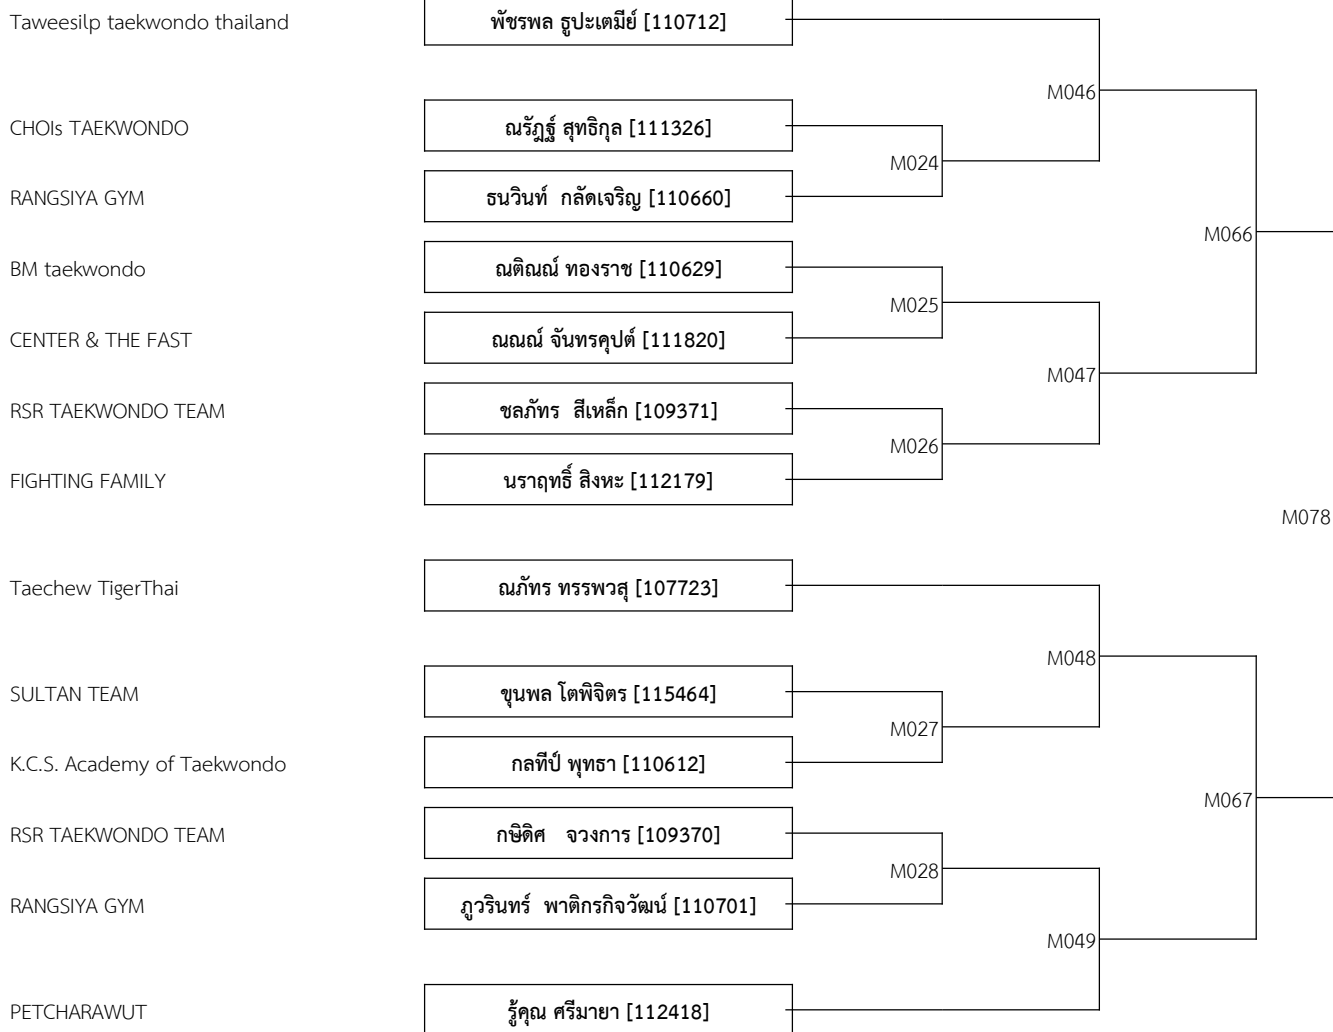 Taweesilp taekwondo thailand พัชรพล ธูปะเตมีย์ [110712]
M046
CHOIs TAEKWONDO ณรัฎฐ์ สุทธิกุล [111326]
M024
RANGSIYA GYM ธนวินท์  กลัดเจริญ [110660]
M066
BM taekwondo ณติณณ์ ทองราช [110629]
M025
CENTER & THE FAST ณณณ์ จันทรคุปต์ [111820]
M047
RSR TAEKWONDO TEAM ชลภัทร  สีเหล็ก [109371]
M026
FIGHTING FAMILY นราฤทธิ์ สิงหะ [112179]
M078
Taechew TigerThai ณภัทร ทรรพวสุ [107723]
M048
SULTAN TEAM ขุนพล โตพิจิตร [115464]
M027
K.C.S. Academy of Taekwondo กลทีป์ พุทธา [110612]
M067
RSR TAEKWONDO TEAM กษิดิศ   จวงการ [109370]
M028
RANGSIYA GYM ภูวรินทร์  พาติกรกิจวัฒน์ [110701]
M049
PETCHARAWUT รู้คุณ ศรีมายา [112418]